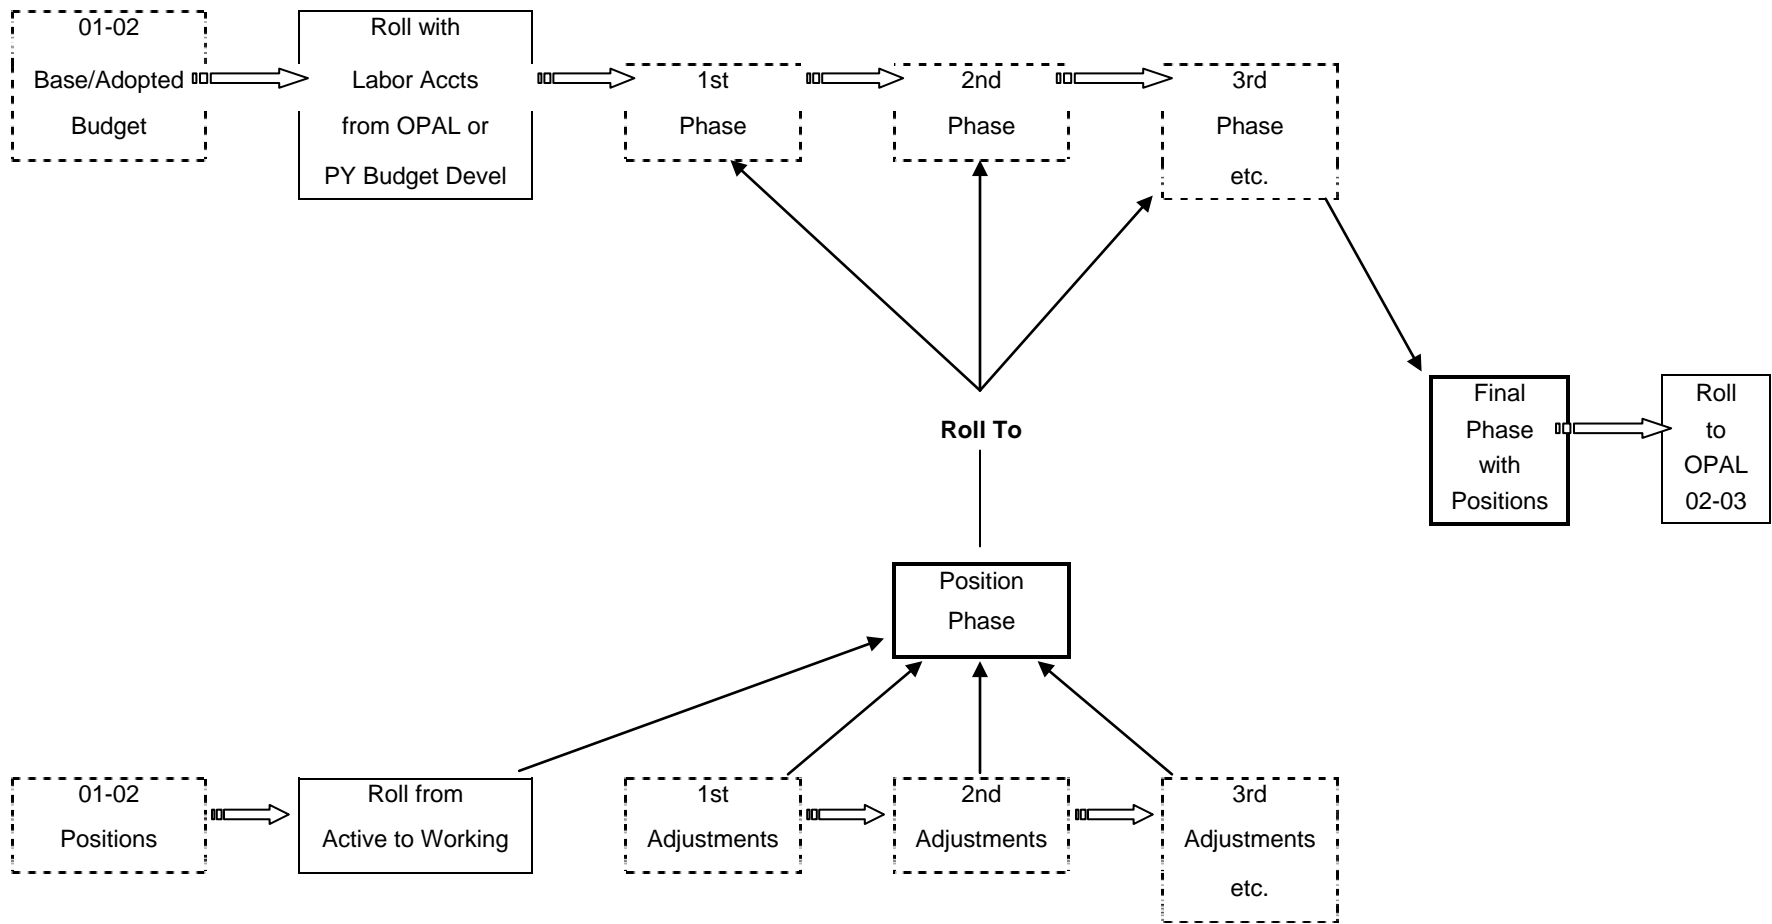 01-02
Base/Adopted
Budget
Roll with
Labor Accts
from OPAL or
PY Budget Devel
1st
Phase
2nd
Phase
3rd
Phase
etc.
Roll To
Final
Phase
with
Positions
Roll
to
OPAL
02-03
Position
Phase
01-02
Positions
Roll from
Active to Working
1st
Adjustments
2nd
Adjustments
3rd
Adjustments
etc.